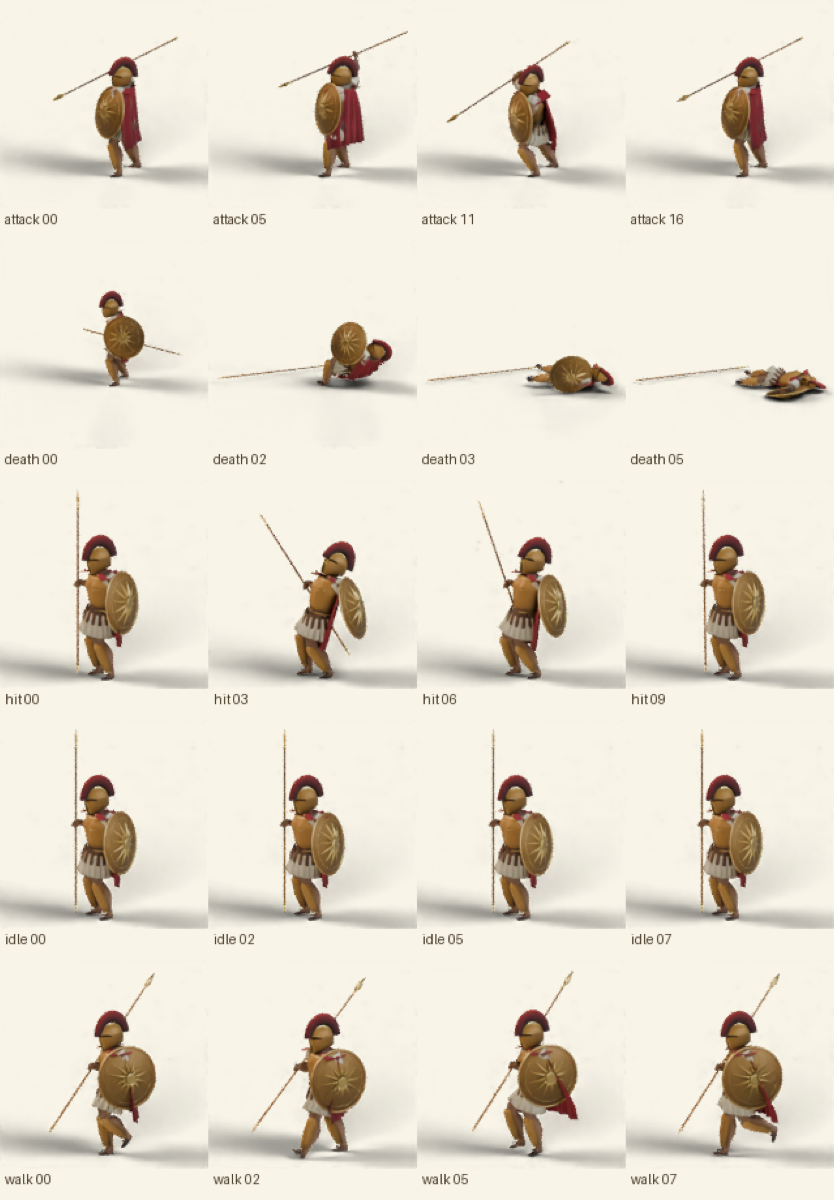 attack 00
attack 05
attack 11
attack 16
death 00
death 02
death 03
death 05
hit 00
hit 03
hit 06
hit 09
idle 00
idle 02
idle 05
idle 07
walk 00
walk 02
walk 05
walk 07